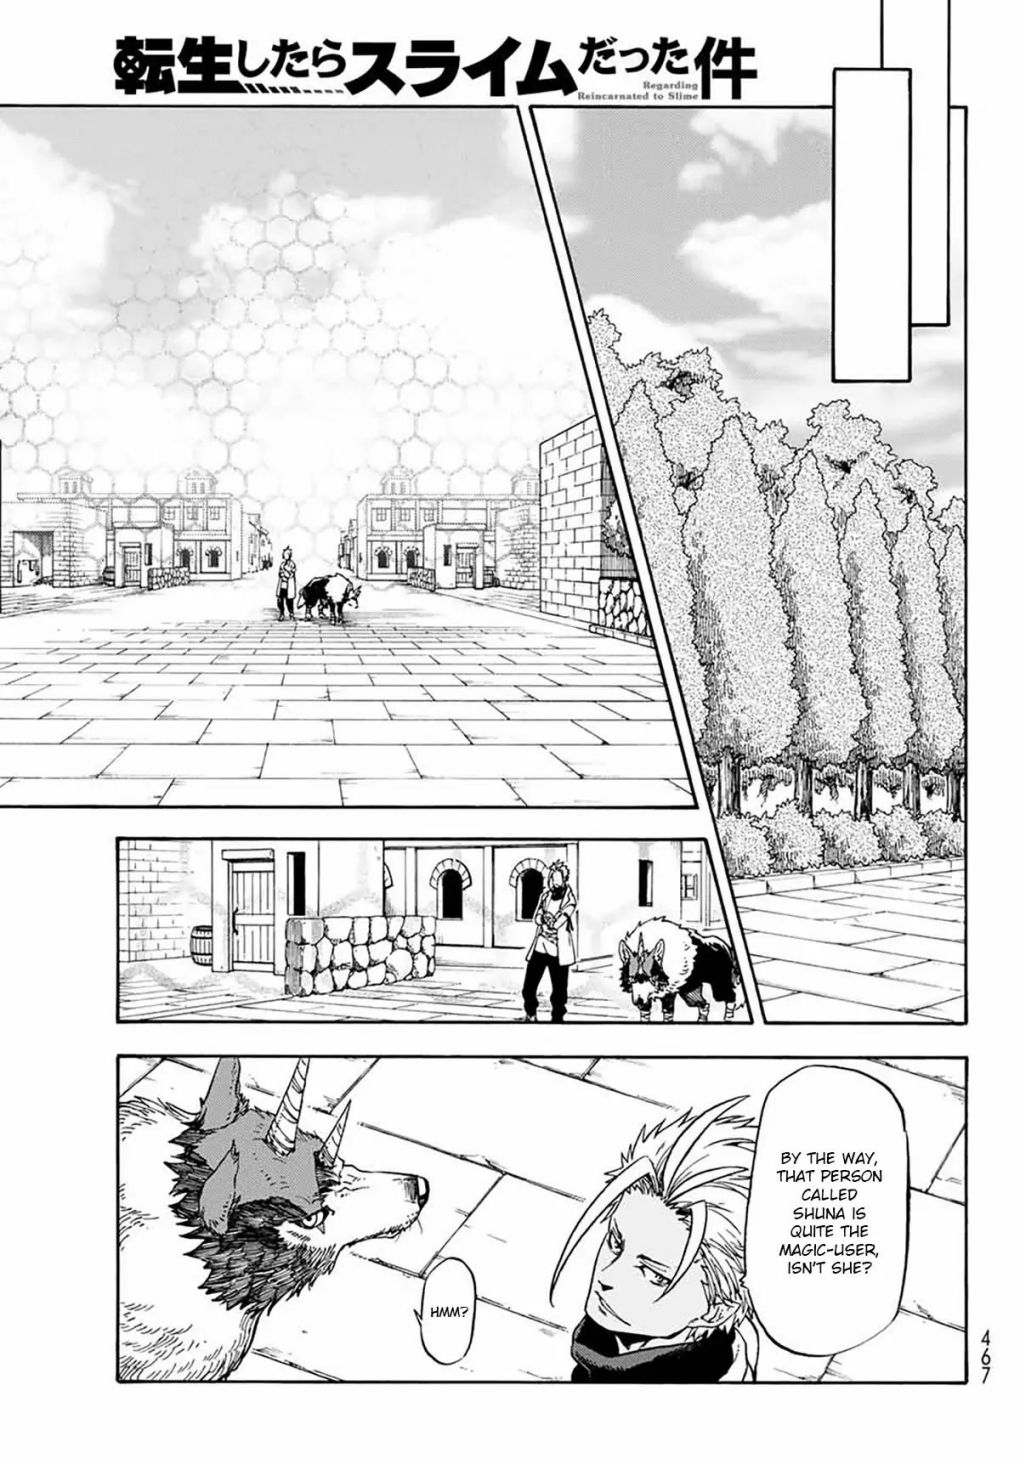 転生したらスライムだった件
Regarding
Reincarnated to Slime
BY THE WAY,
THAT PERSON
CALLED
SHUNA IS
QUITE THE
MAGIC-USER,
ISN'T SHE?
HMM?
467